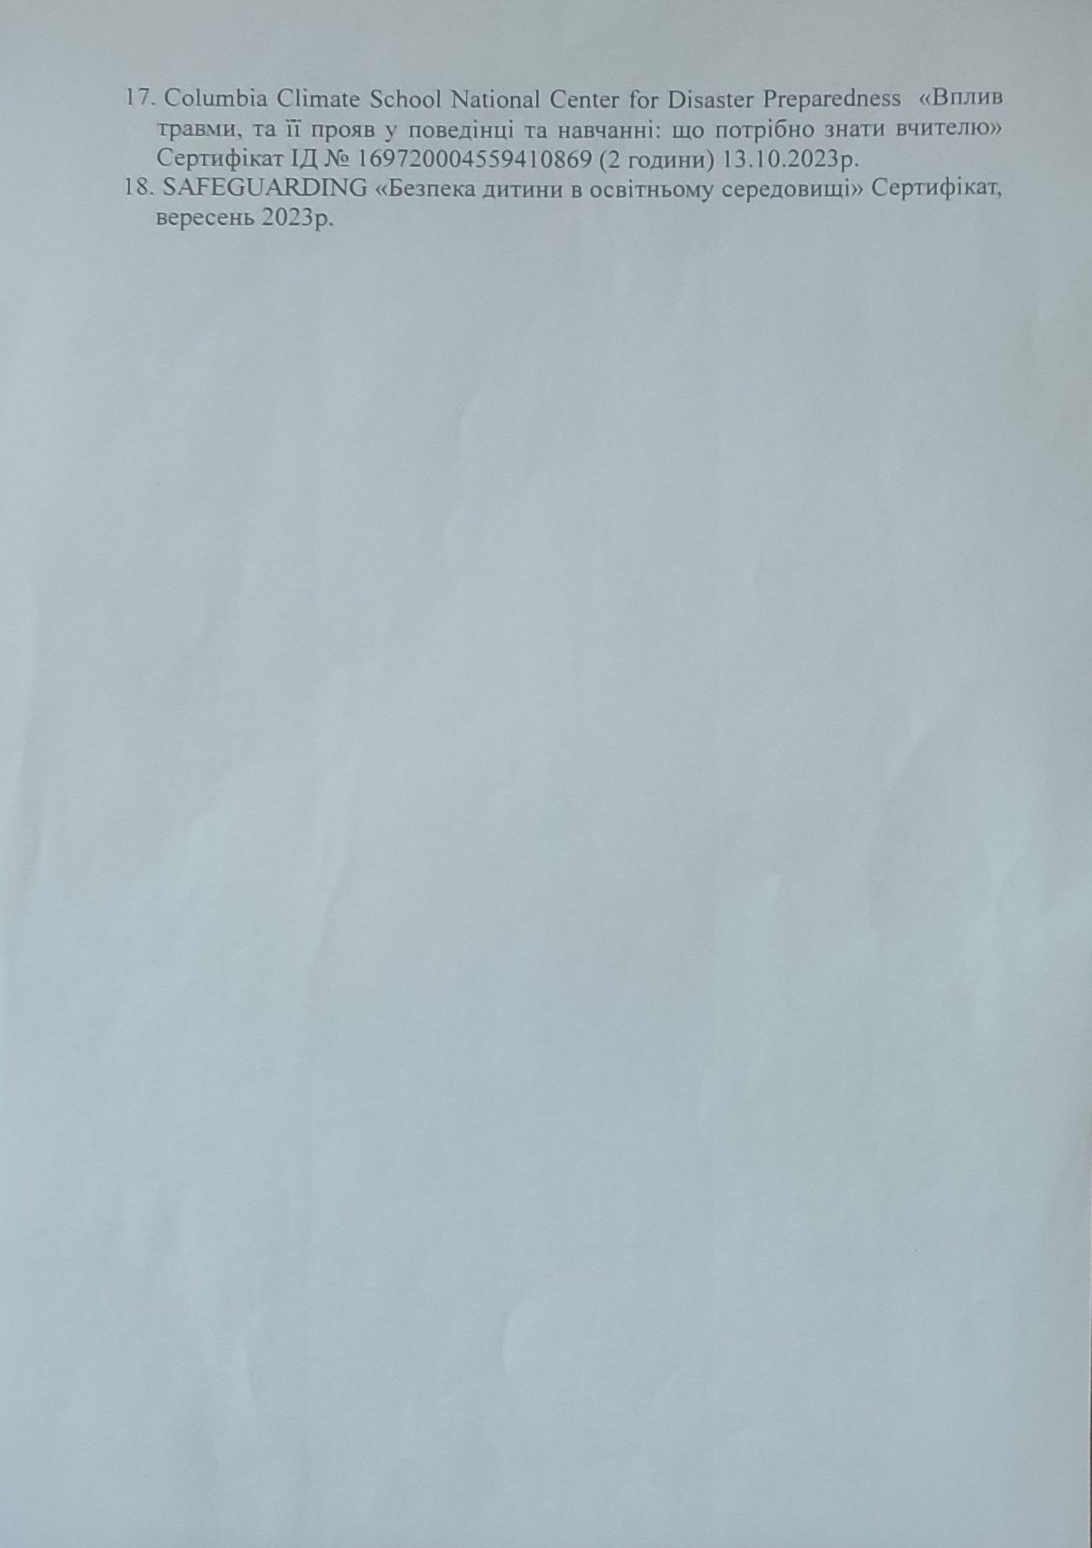 17. Columbia Climate School National Center for Disaster Preparedness «Вплив
травми, та її прояв у поведінці та навчанні: що потрібно знати вчителю»
Сертифікат ІД № 169720004559410869 (2 години) 13.10.2023р.
18. SAFEGUARDING «Безпека дитини в освітньому середовищі» Сертифікат,
вересень 2023р.